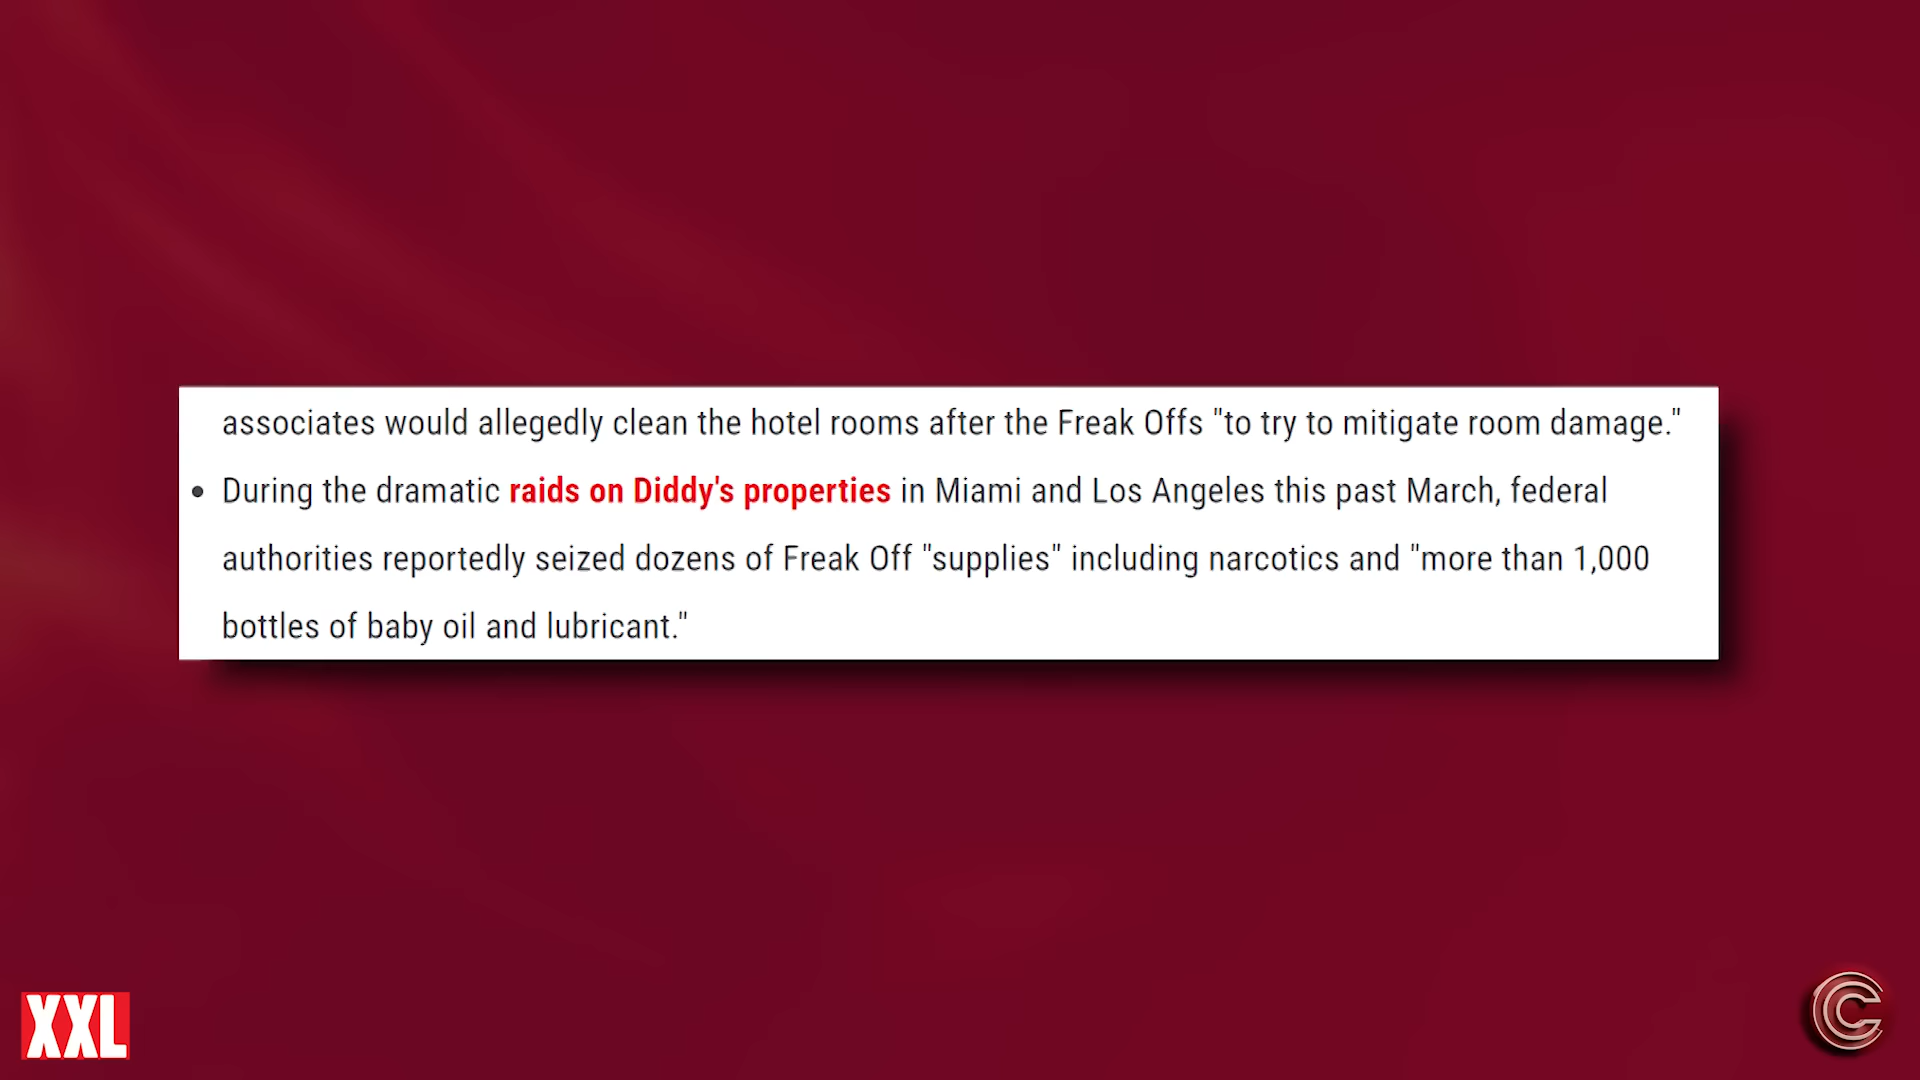 associates would allegedly clean the hotel rooms after the Freak Offs "to try to mitigate room damage."
• During the dramatic raids on Diddy's properties in Miami and Los Angeles this past March, federal
authorities reportedly seized dozens of Freak Off "supplies" including narcotics and "more than 1,000
bottles of baby oil and lubricant."
XXL
C